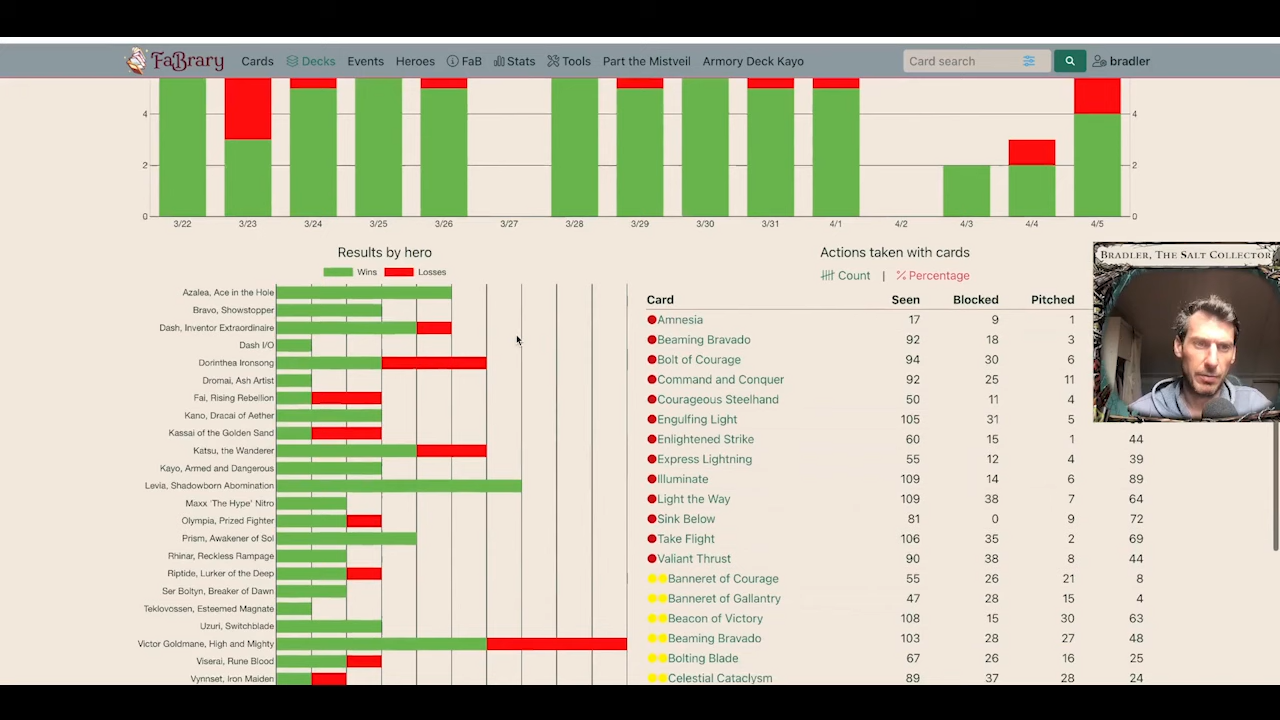 FaBrary Cards Decks Events Heroes FaB Stats Tools Part the Mistveil Armory Deck Kayo Card search bradler
4 4
2 2
0 0
3/22 3/23 3/24 3/25 3/26 3/27 3/28 3/29 3/30 3/31 4/1 4/2 4/3 4/4 4/5
Results by hero
Wins Losses
Azalea, Ace in the Hole
Bravo, Showstopper
Dash, Inventor Extraordinaire
Dash I/O
Dorinthea Ironsong
Dromai, Ash Artist
Fai, Rising Rebellion
Kano, Dracai of Aether
Kassai of the Golden Sand
Katsu, the Wanderer
Kayo, Armed and Dangerous
Levia, Shadowborn Abomination
Maxx 'The Hype' Nitro
Olympia, Prized Fighter
Prism, Awakener of Sol
Rhinar, Reckless Rampage
Riptide, Lurker of the Deep
Ser Boltyn, Breaker of Dawn
Teklovossen, Esteemed Magnate
Uzuri, Switchblade
Victor Goldmane, High and Mighty
Viserai, Rune Blood
Vynnset, Iron Maiden
Actions taken with cards
Count | % Percentage
Card Seen Blocked Pitched
Amnesia 17 9 1
Beaming Bravado 92 18 3
Bolt of Courage 94 30 6
Command and Conquer 92 25 11
Courageous Steelhand 50 11 4
Engulfing Light 105 31 5
Enlightened Strike 60 15 1 44
Express Lightning 55 12 4 39
Illuminate 109 14 6 89
Light the Way 109 38 7 64
Sink Below 81 0 9 72
Take Flight 106 35 2 69
Valiant Thrust 90 38 8 44
Banneret of Courage 55 26 21 8
Banneret of Gallantry 47 28 15 4
Beacon of Victory 108 15 30 63
Beaming Bravado 103 28 27 48
Bolting Blade 67 26 16 25
Celestial Cataclysm 89 37 28 24
Bradler, The Salt Collector